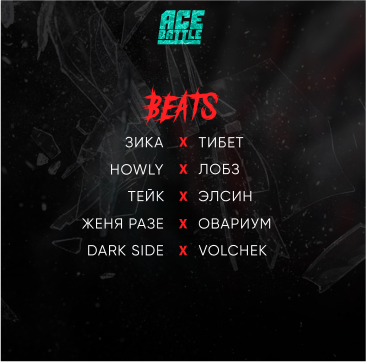 ACE
BATTLE
BEATS
ЗИКА X ТИБЕТ
HOWLY X ЛОБЗ
ТЕЙК X ЭЛСИН
ЖЕНЯ РАЗЕ X ОВАРИУМ
DARK SIDE X VOLCHEK